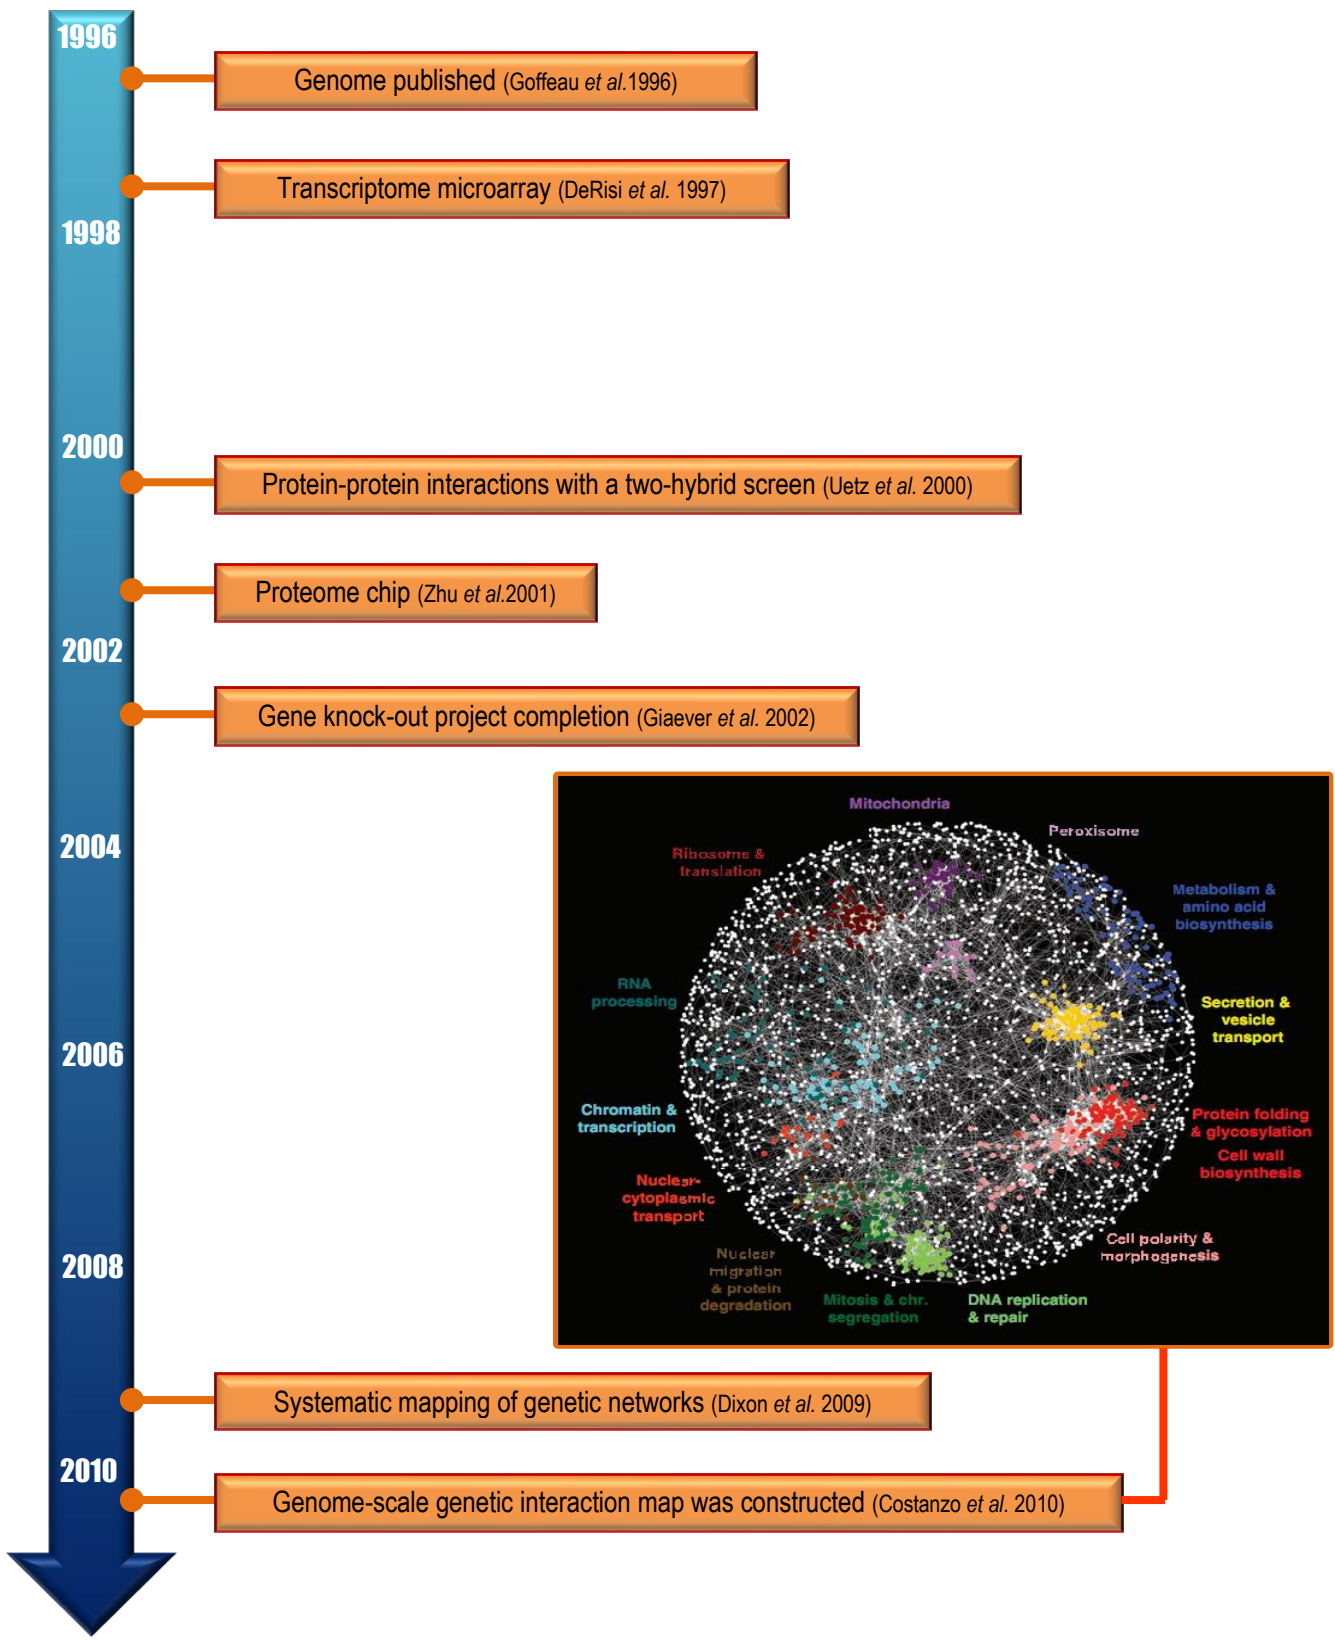 1996
Genome published (Goffeau et al.1996)
Transcriptome microarray (DeRisi et al. 1997)
1998
2000
Protein-protein interactions with a two-hybrid screen (Uetz et al. 2000)
Proteome chip (Zhu et al.2001)
2002
Gene knock-out project completion (Giaever et al. 2002)
2004
2006
2008
Mitochondria
Peroxisome
Ribosome &
translation
Metabolism &
amino acid
biosynthesis
RNA
processing
Secretion &
vesicle
transport
Chromatin &
transcription
Protein folding
& glycosylation
Cell wall
biosynthesis
Nuclear-
cytoplasmic
transport
Cell polarity &
morphogenesis
Nuclear
migration
& protein
degradation
Mitosis & chr.
segregation
DNA replication
& repair
Systematic mapping of genetic networks (Dixon et al. 2009)
2010
Genome-scale genetic interaction map was constructed (Costanzo et al. 2010)